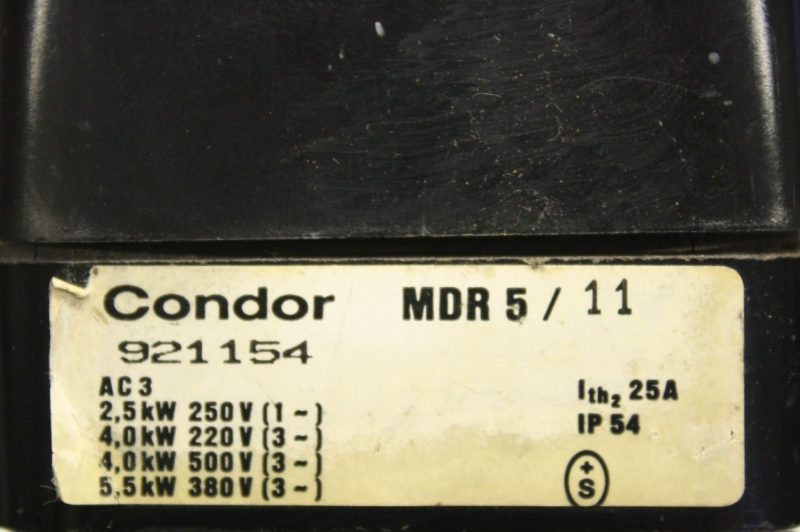 Condor MDR 5 / 11
921154
AC 3
2,5 kW 250 V (1 ~)
4,0 kW 220 V (3 ~)
4,0 kW 500 V (3 ~)
5,5 kW 380 V (3 ~)
Ith2 25A
IP 54
+
S